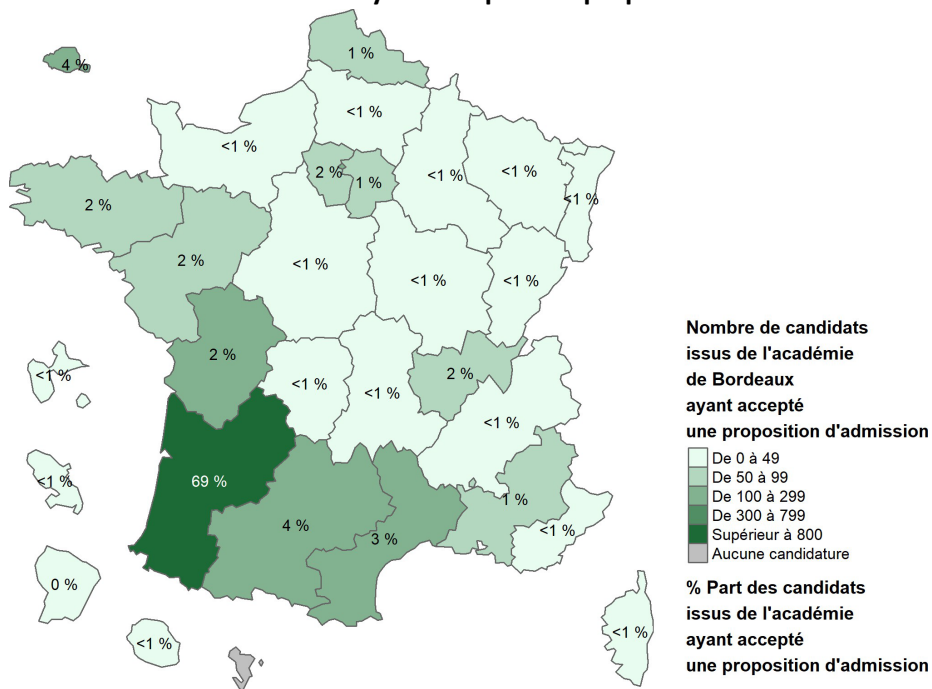 1 %
4 %
<1 %
<1 %
2 %
1 %
<1 %
<1 %
<1 %
2 %
2 %
<1 %
<1 %
<1 %
2 %
<1 %
<1 %
<1 %
2 %
<1 %
<1 %
69 %
1 %
4 %
3 %
<1 %
0 %
<1 %
<1 %
Nombre de candidats
issus de l'académie
de Bordeaux
ayant accepté
une proposition d'admission
De 0 à 49
De 50 à 99
De 100 à 299
De 300 à 799
Supérieur à 800
Aucune candidature
% Part des candidats
issus de l'académie
ayant accepté
une proposition d'admission